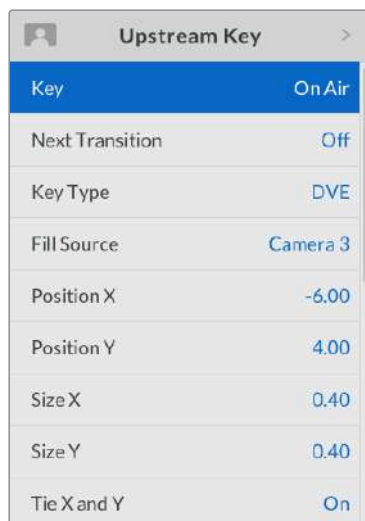 Upstream Key >
Key On Air
Next Transition Off
Key Type DVE
Fill Source Camera 3
Position X -6.00
Position Y 4.00
Size X 0.40
Size Y 0.40
Tie X and Y On